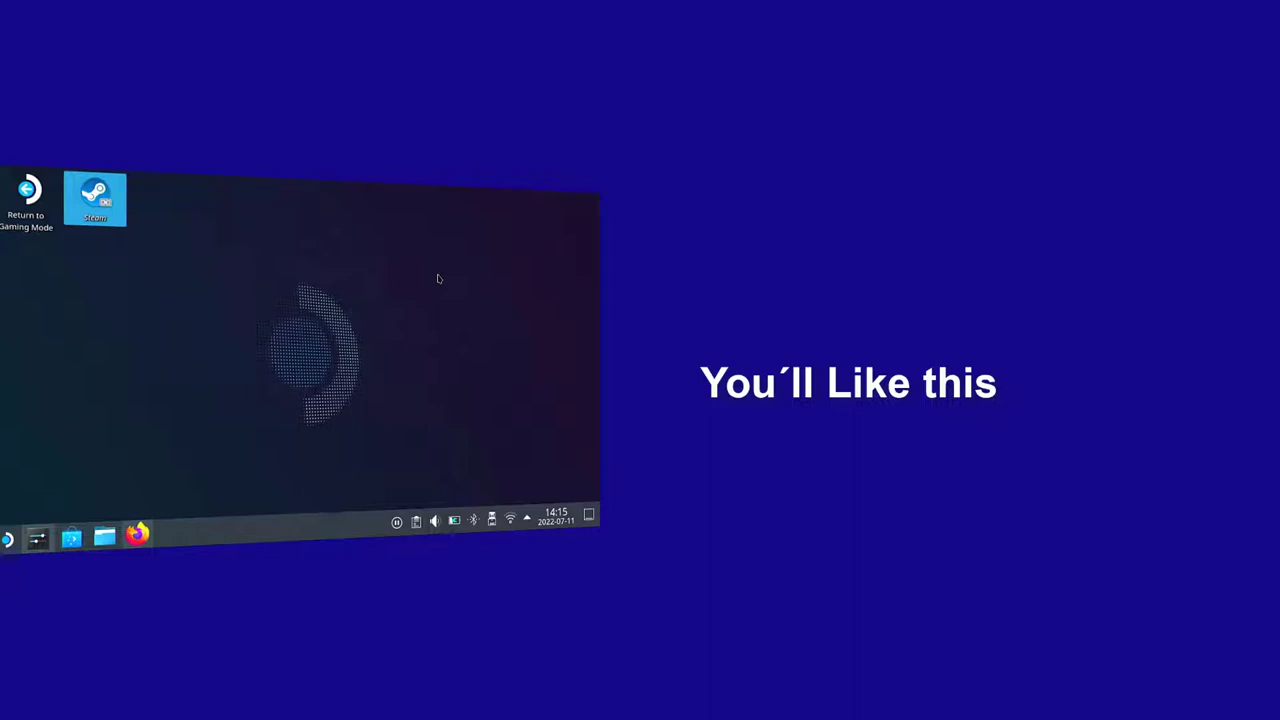 Return to
Gaming Mode
Steam
You´ll Like this
14:15
2022-07-11